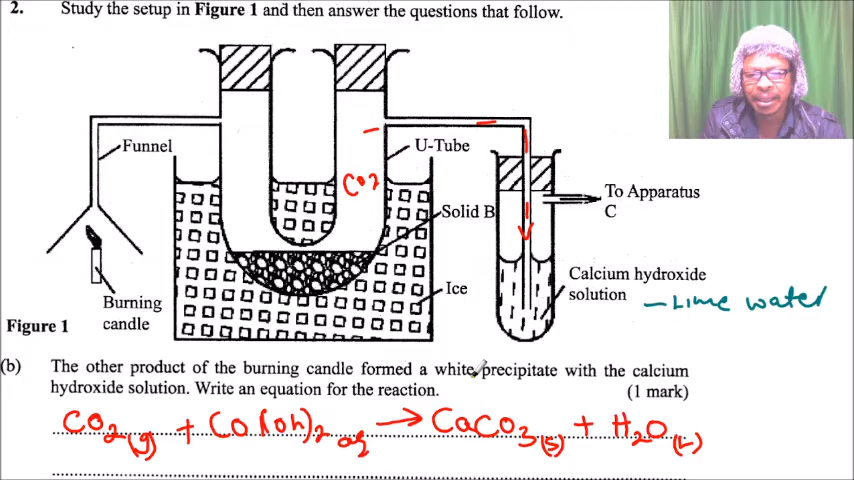 2. Study the setup in Figure 1 and then answer the questions that follow.
Funnel
U-Tube
CO2
To Apparatus
C
Solid B
Calcium hydroxide
solution
- Lime water
Ice
Burning
candle
Figure 1
(b) The other product of the burning candle formed a white precipitate with the calcium
hydroxide solution. Write an equation for the reaction. (1 mark)
CO2(g) + Ca(OH)2 aq → CaCO3(s) + H2O(L)